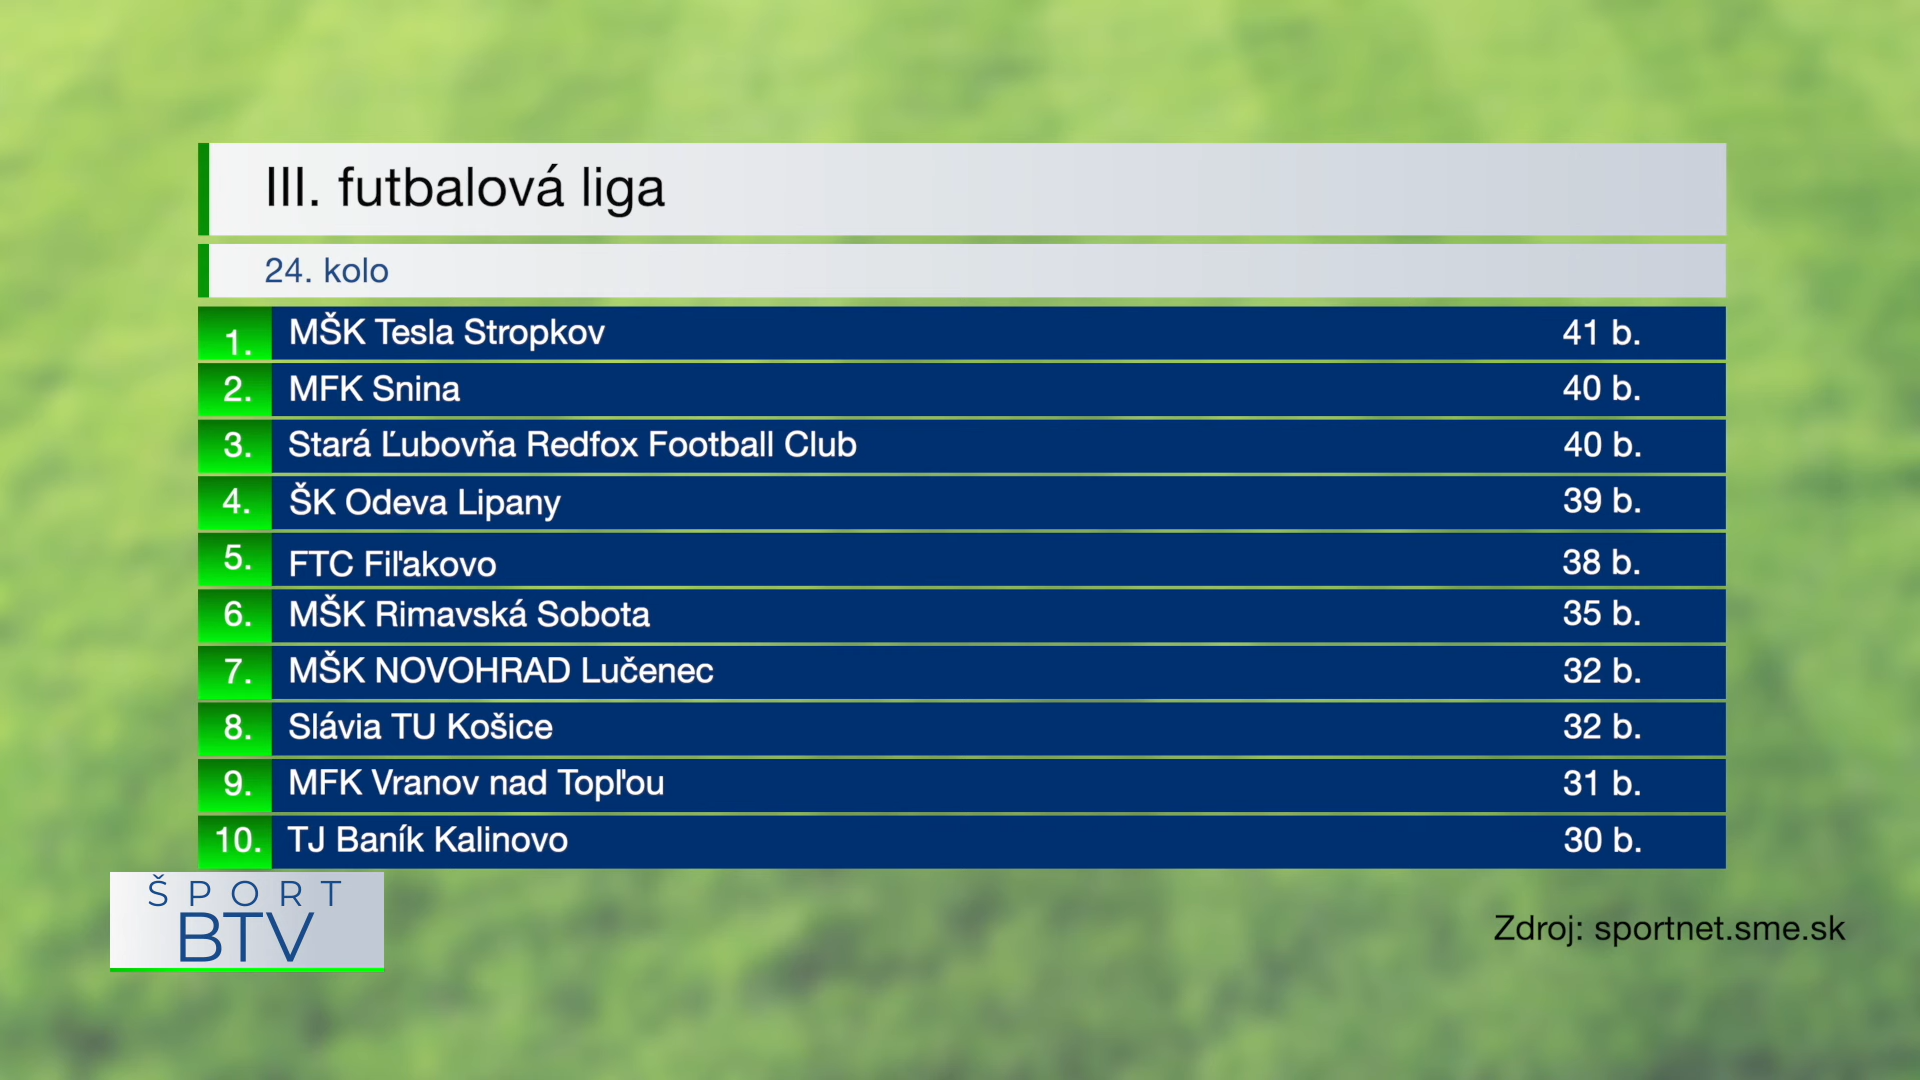 III. futbalová liga
24. kolo
1. MŠK Tesla Stropkov 41 b.
2. MFK Snina 40 b.
3. Stará Ľubovňa Redfox Football Club 40 b.
4. ŠK Odeva Lipany 39 b.
5. FTC Fiľakovo 38 b.
6. MŠK Rimavská Sobota 35 b.
7. MŠK NOVOHRAD Lučenec 32 b.
8. Slávia TU Košice 32 b.
9. MFK Vranov nad Topľou 31 b.
10. TJ Baník Kalinovo 30 b.
ŠPORT
BTV
Zdroj: sportnet.sme.sk